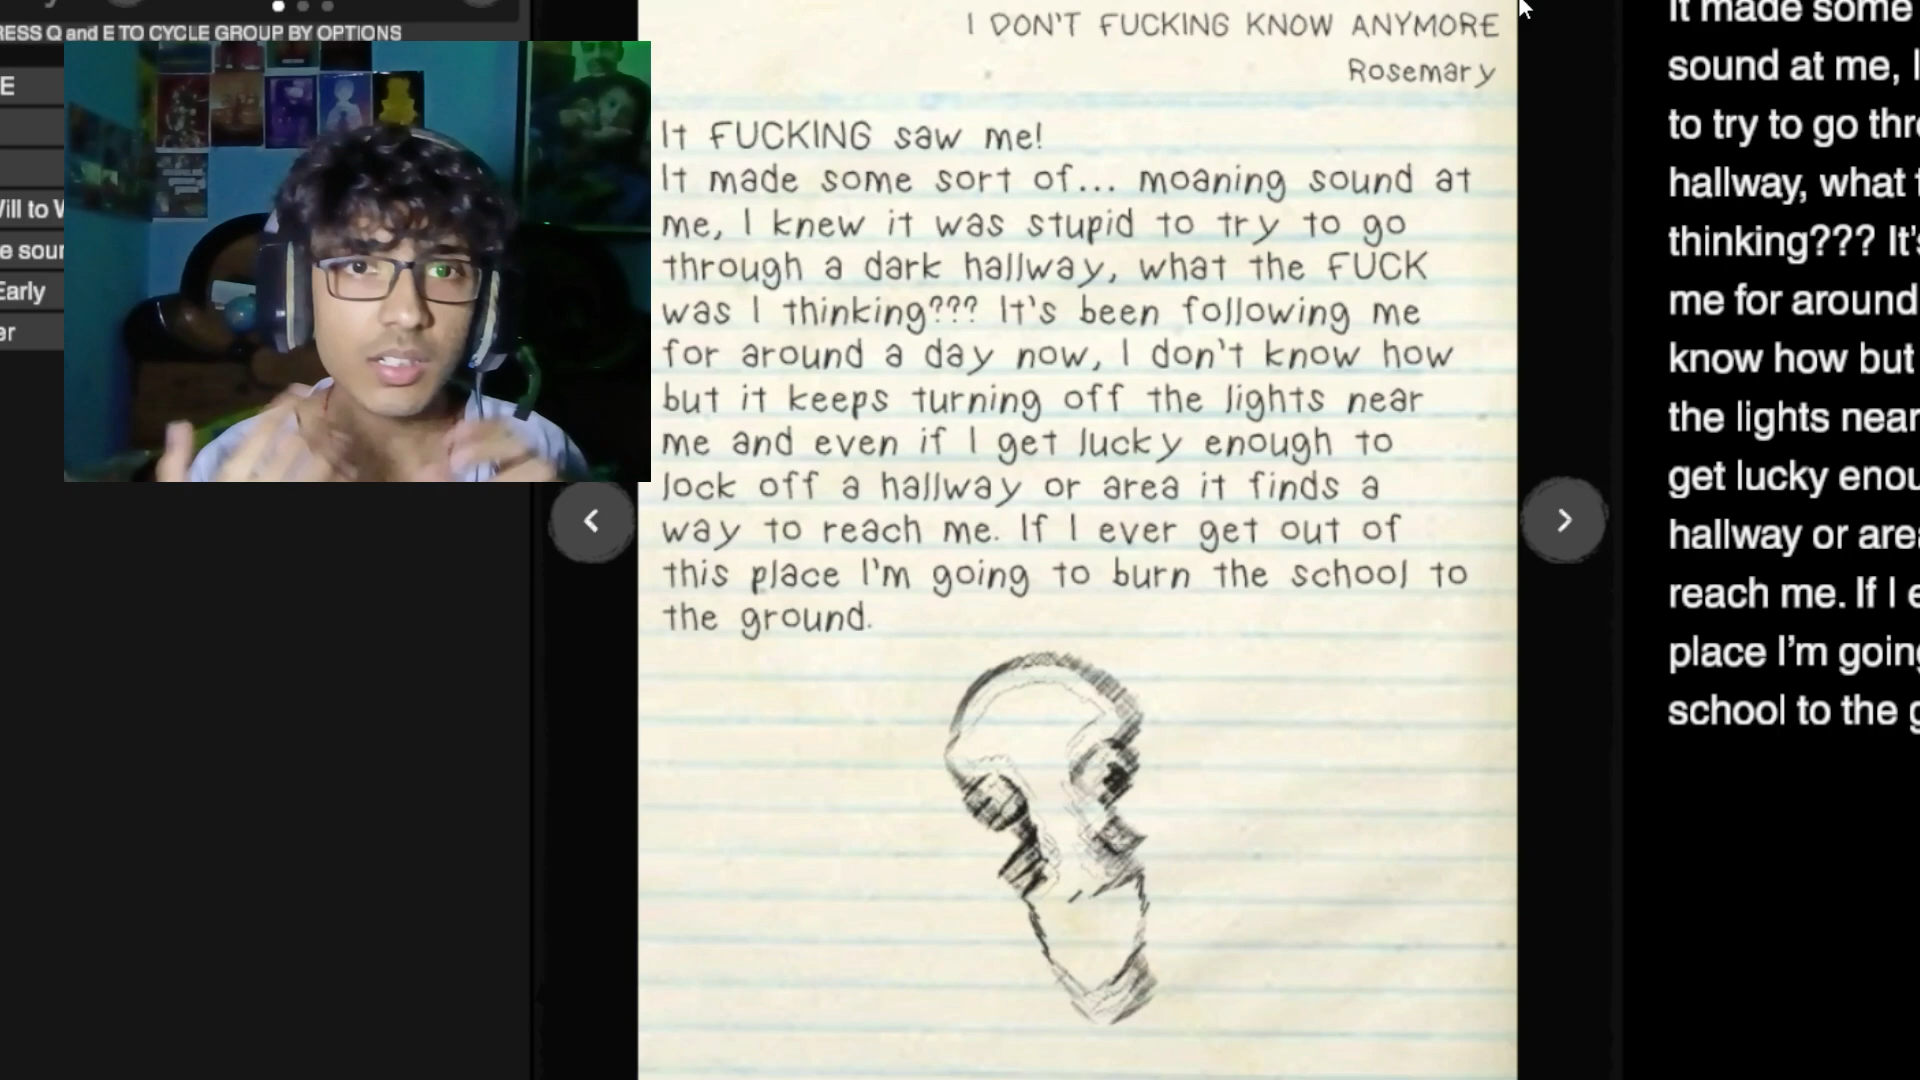 RESS Q and E TO CYCLE GROUP BY OPTIONS
E
Will to W
e sour
Early
er
I DON'T FUCKING KNOW ANYMORE
Rosemary
It FUCKING saw me!
It made some sort of... moaning sound at
me, I knew it was stupid to try to go
through a dark hallway, what the FUCK
was I thinking??? It's been following me
for around a day now, I don't know how
but it keeps turning off the lights near
me and even if I get lucky enough to
lock off a hallway or area it finds a
way to reach me. If I ever get out of
this place I'm going to burn the school to
the ground.
It made some
sound at me, I
to try to go thr
hallway, what
thinking??? It's
me for around
know how but
the lights near
get lucky enou
hallway or area
reach me. If I e
place I'm going
school to the g